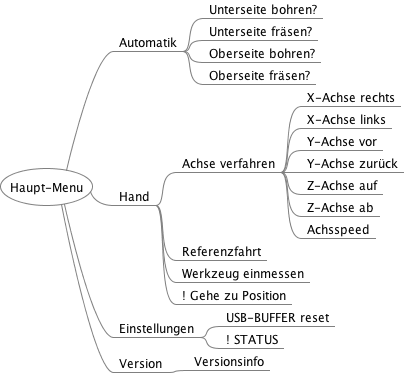 Haupt-Menu
Automatik
Unterseite bohren?
Unterseite fräsen?
Oberseite bohren?
Oberseite fräsen?
Hand
Achse verfahren
X-Achse rechts
X-Achse links
Y-Achse vor
Y-Achse zurück
Z-Achse auf
Z-Achse ab
Achsspeed
Referenzfahrt
Werkzeug einmessen
! Gehe zu Position
Einstellungen
USB-BUFFER reset
! STATUS
Version
Versionsinfo